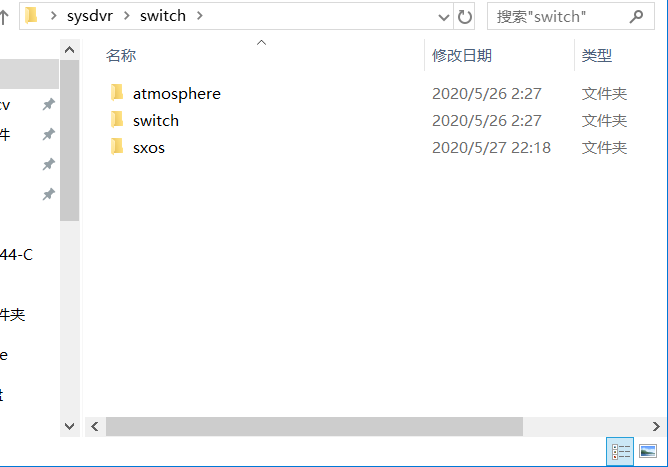 sysdvr switch 搜索"switch"
名称 修改日期 类型
atmosphere 2020/5/26 2:27 文件夹
cv
switch 2020/5/26 2:27 文件夹
件
sxos 2020/5/27 22:18 文件夹
44-C
件夹
e